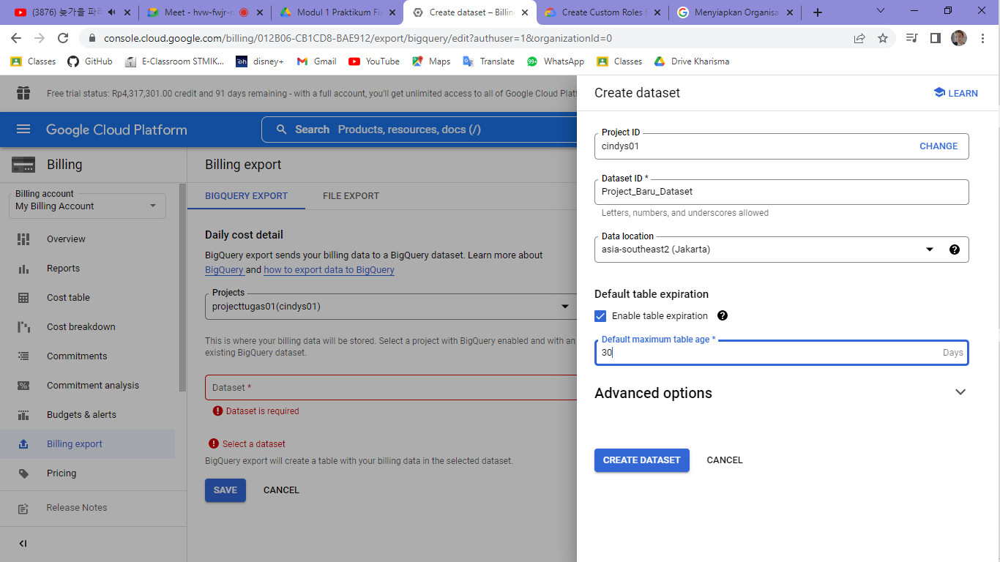 (3876) 늦가을 파리
Meet - hvw-fwjr-r
Modul 1 Praktikum Fix
Create dataset – Billin
Create Custom Roles f
Menyiapkan Organisa
console.cloud.google.com/billing/012B06-CB1CD8-BAE912/export/bigquery/edit?authuser=1&organizationId=0
Classes
GitHub
E-Classroom STMIK...
disney+
Gmail
YouTube
Maps
Translate
99+
WhatsApp
Classes
Drive Kharisma
Free trial status: Rp4,317,301.00 credit and 91 days remaining - with a full account, you'll get unlimited access to all of Google Cloud Platf
Google Cloud Platform
Search Products, resources, docs (/)
Billing
Billing account
My Billing Account
Overview
Reports
Cost table
Cost breakdown
Commitments
Commitment analysis
Budgets & alerts
Billing export
Pricing
Release Notes
Billing export
BIGQUERY EXPORT
FILE EXPORT
Daily cost detail
BigQuery export sends your billing data to a BigQuery dataset. Learn more about
BigQuery and how to export data to BigQuery
Projects
projecttugas01(cindys01)
This is where your billing data will be stored. Select a project with BigQuery enabled and with an
existing BigQuery dataset.
Dataset *
Dataset is required
Select a dataset
BigQuery export will create a table with your billing data in the selected dataset.
SAVE
CANCEL
Create dataset
LEARN
Project ID
cindys01
CHANGE
Dataset ID *
Project_Baru_Dataset
Letters, numbers, and underscores allowed
Data location
asia-southeast2 (Jakarta)
Default table expiration
Enable table expiration
Default maximum table age *
30
Days
Advanced options
CREATE DATASET
CANCEL